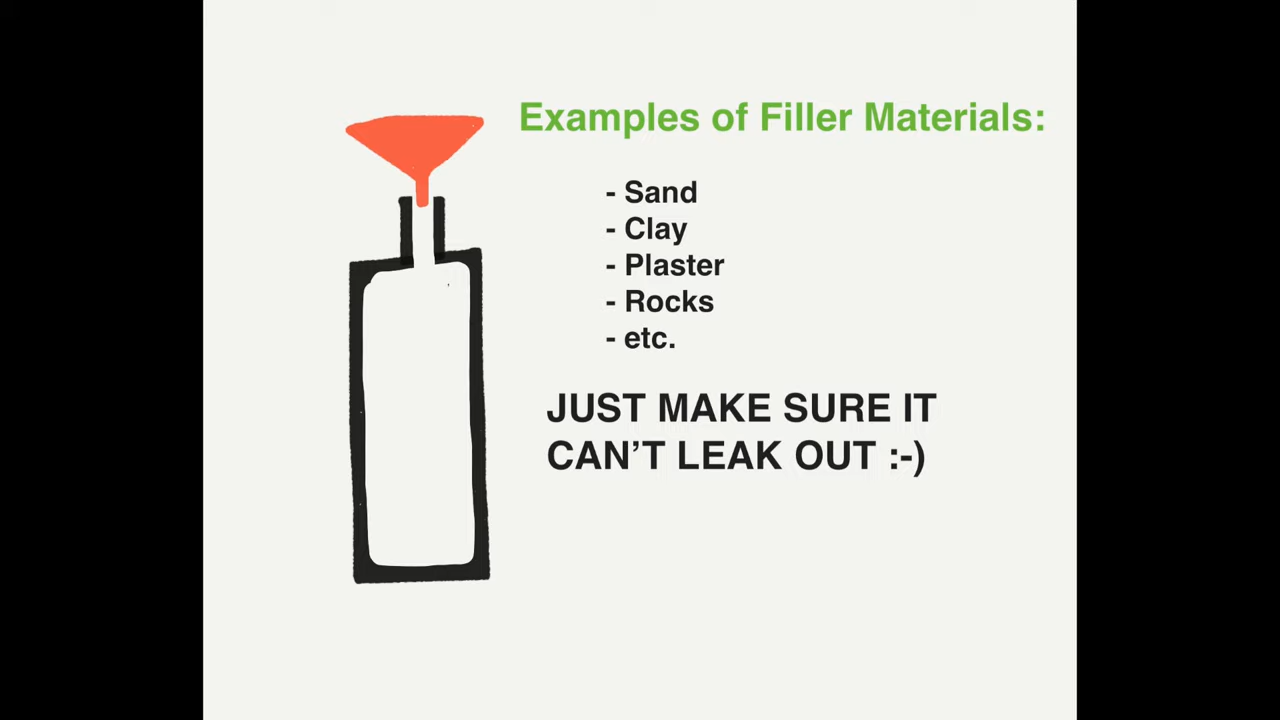 Examples of Filler Materials:
- Sand
- Clay
- Plaster
- Rocks
- etc.
JUST MAKE SURE IT
CAN’T LEAK OUT :-)